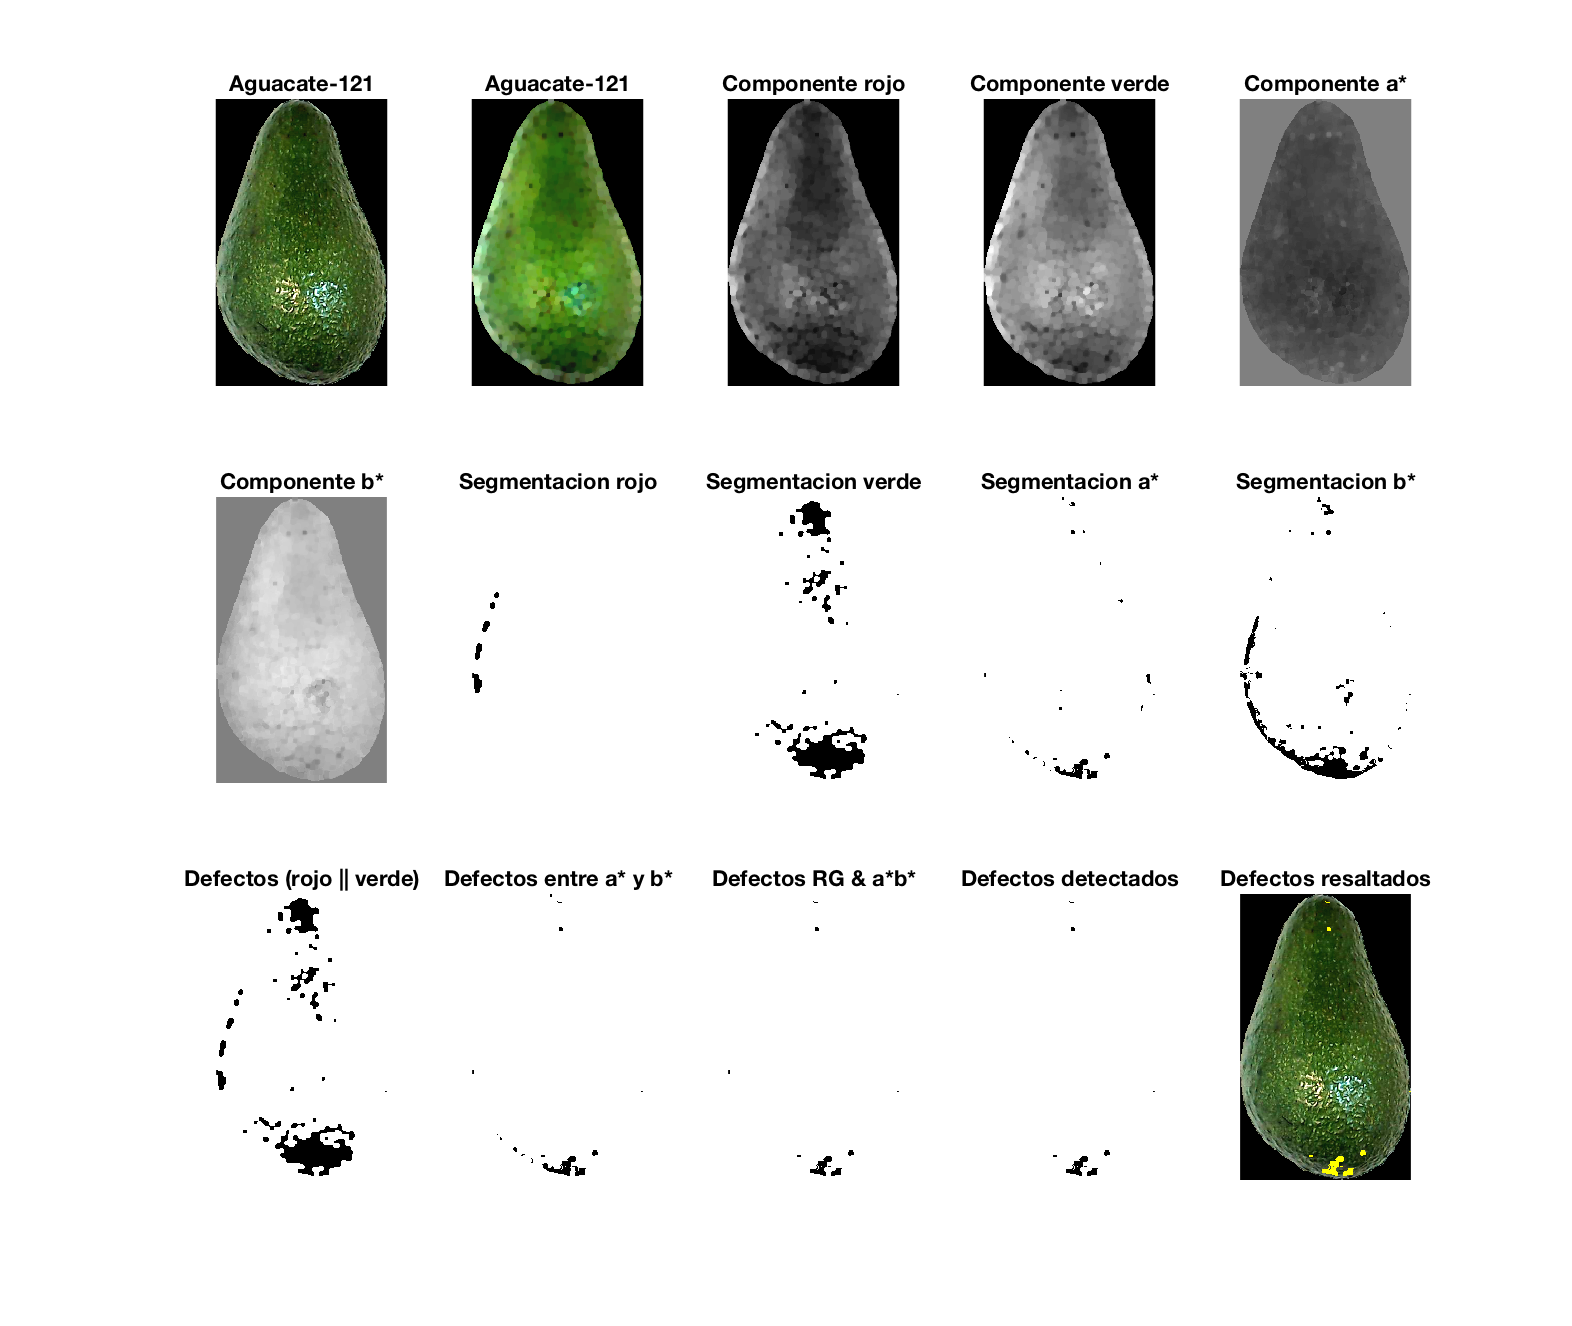 Aguacate-121
Aguacate-121
Componente rojo
Componente verde
Componente a*
Componente b*
Segmentacion rojo
Segmentacion verde
Segmentacion a*
Segmentacion b*
Defectos (rojo || verde)
Defectos entre a* y b*
Defectos RG & a*b*
Defectos detectados
Defectos resaltados